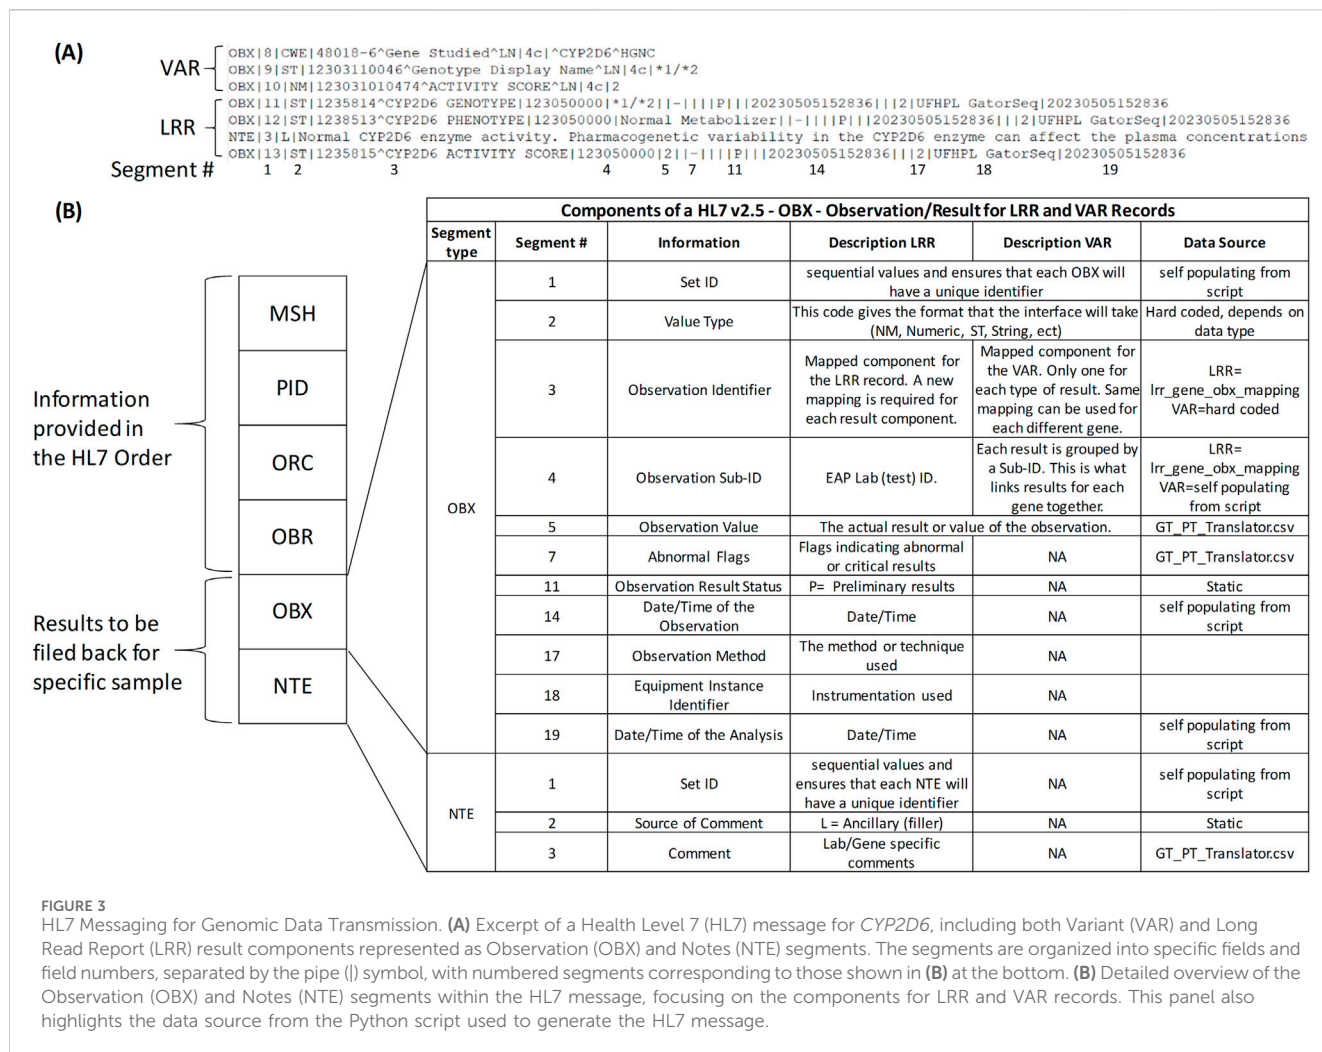 (A)
VAR
OBX|8|CWE|48018-6^Gene Studied^LN|4c|^CYP2D6^HGNC
OBX|9|ST|12303110046^Genotype Display Name^LN|4c|*1/*2
OBX|10|NM|123031010474^ACTIVITY SCORE^LN|4c|2
LRR
OBX|11|ST|1235814^CYP2D6 GENOTYPE|123050000|*1/*2||-||||P|||20230505152836|||2|UFHPL GatorSeq|20230505152836
OBX|12|ST|1238513^CYP2D6 PHENOTYPE|123050000|Normal Metabolizer||-||||P|||20230505152836|||2|UFHPL GatorSeq|20230505152836
NTE|3|L|Normal CYP2D6 enzyme activity. Pharmacogenetic variability in the CYP2D6 enzyme can affect the plasma concentrations
OBX|13|ST|1235815^CYP2D6 ACTIVITY SCORE|123050000|2||-||||P|||20230505152836|||2|UFHPL GatorSeq|20230505152836
Segment # 1 2 3 4 5 7 11 14 17 18 19
(B)
Information
provided in
the HL7 Order
Results to be
filed back for
specific sample
MSH
PID
ORC
OBR
OBX
NTE
Components of a HL7 v2.5 - OBX - Observation/Result for LRR and VAR Records
Segment
type
Segment # Information Description LRR Description VAR Data Source
OBX
1
Set ID
sequential values and ensures that each OBX will
have a unique identifier
self populating from
script
2
Value Type
This code gives the format that the interface will take
(NM, Numeric, ST, String, ect)
Hard coded, depends on
data type
3
Observation Identifier
Mapped component for
the LRR record. A new
mapping is required for
each result component.
Mapped component for
the VAR. Only one for
each type of result. Same
mapping can be used for
each different gene.
LRR=
lrr_gene_obx_mapping
VAR=hard coded
4
Observation Sub-ID
EAP Lab (test) ID.
Each result is grouped by
a Sub-ID. This is what
links results for each
gene together.
LRR=
lrr_gene_obx_mapping
VAR=self populating
from script
5
Observation Value
The actual result or value of the observation.
GT_PT_Translator.csv
7
Abnormal Flags
Flags indicating abnormal
or critical results
NA
GT_PT_Translator.csv
11
Observation Result Status
P= Preliminary results
NA
Static
14
Date/Time of the
Observation
Date/Time
NA
self populating from
script
17
Observation Method
The method or technique
used
NA
18
Equipment Instance
Identifier
Instrumentation used
NA
19
Date/Time of the Analysis
Date/Time
NA
self populating from
script
NTE
1
Set ID
sequential values and
ensures that each NTE will
have a unique identifier
NA
self populating from
script
2
Source of Comment
L = Ancillary (filler)
NA
Static
3
Comment
Lab/Gene specific
comments
NA
GT_PT_Translator.csv
FIGURE 3
HL7 Messaging for Genomic Data Transmission. (A) Excerpt of a Health Level 7 (HL7) message for CYP2D6, including both Variant (VAR) and Long
Read Report (LRR) result components represented as Observation (OBX) and Notes (NTE) segments. The segments are organized into specific fields and
field numbers, separated by the pipe (|) symbol, with numbered segments corresponding to those shown in (B) at the bottom. (B) Detailed overview of the
Observation (OBX) and Notes (NTE) segments within the HL7 message, focusing on the components for LRR and VAR records. This panel also
highlights the data source from the Python script used to generate the HL7 message.